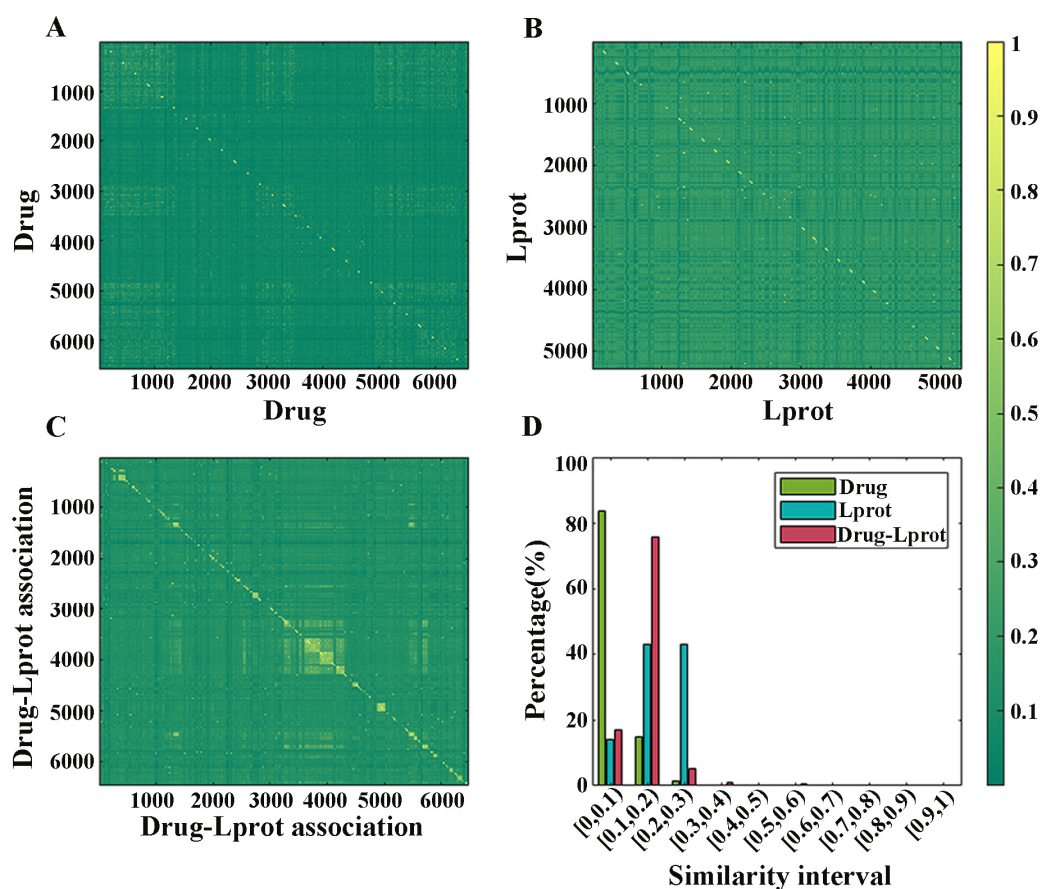 A
Drug
1000
2000
3000
4000
5000
6000
1000 2000 3000 4000 5000 6000
Drug
B
Lprot
1000
2000
3000
4000
5000
1000 2000 3000 4000 5000
Lprot
1
0.9
0.8
0.7
0.6
0.5
0.4
0.3
0.2
0.1
C
Drug-Lprot association
1000
2000
3000
4000
5000
6000
1000 2000 3000 4000 5000 6000
Drug-Lprot association
D
Percentage(%)
100
80
60
40
20
0
Drug
Lprot
Drug-Lprot
[0,0.1) [0.1,0.2) [0.2,0.3) [0.3,0.4) [0.4,0.5) [0.5,0.6) [0.6,0.7) [0.7,0.8) [0.8,0.9) [0.9,1)
Similarity interval